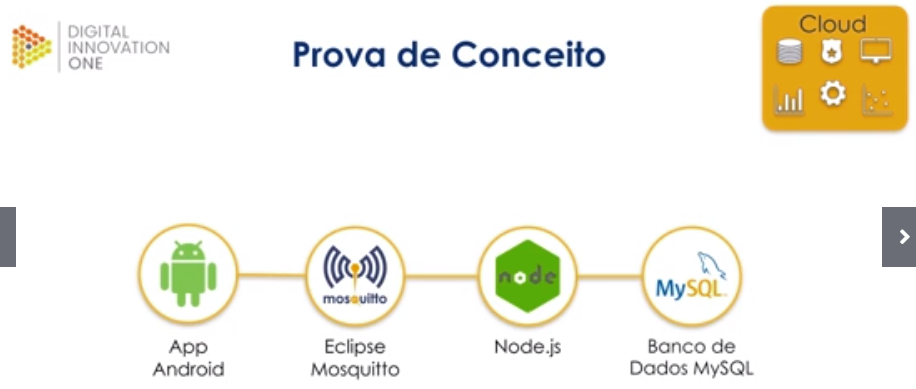 DIGITAL
INNOVATION
ONE
Prova de Conceito
Cloud
mosquitto
node
MySQL
App
Android
Eclipse
Mosquitto
Node.js
Banco de
Dados MySQL